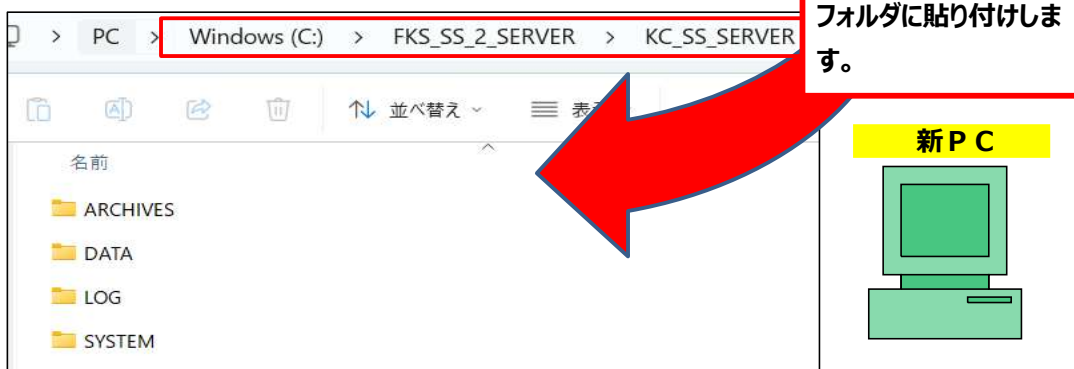 フォルダに貼り付けしま
す。
> PC > Windows (C:) > FKS_SS_2_SERVER > KC_SS_SERVER
並べ替え
名前
ARCHIVES
DATA
LOG
SYSTEM
新ＰＣ